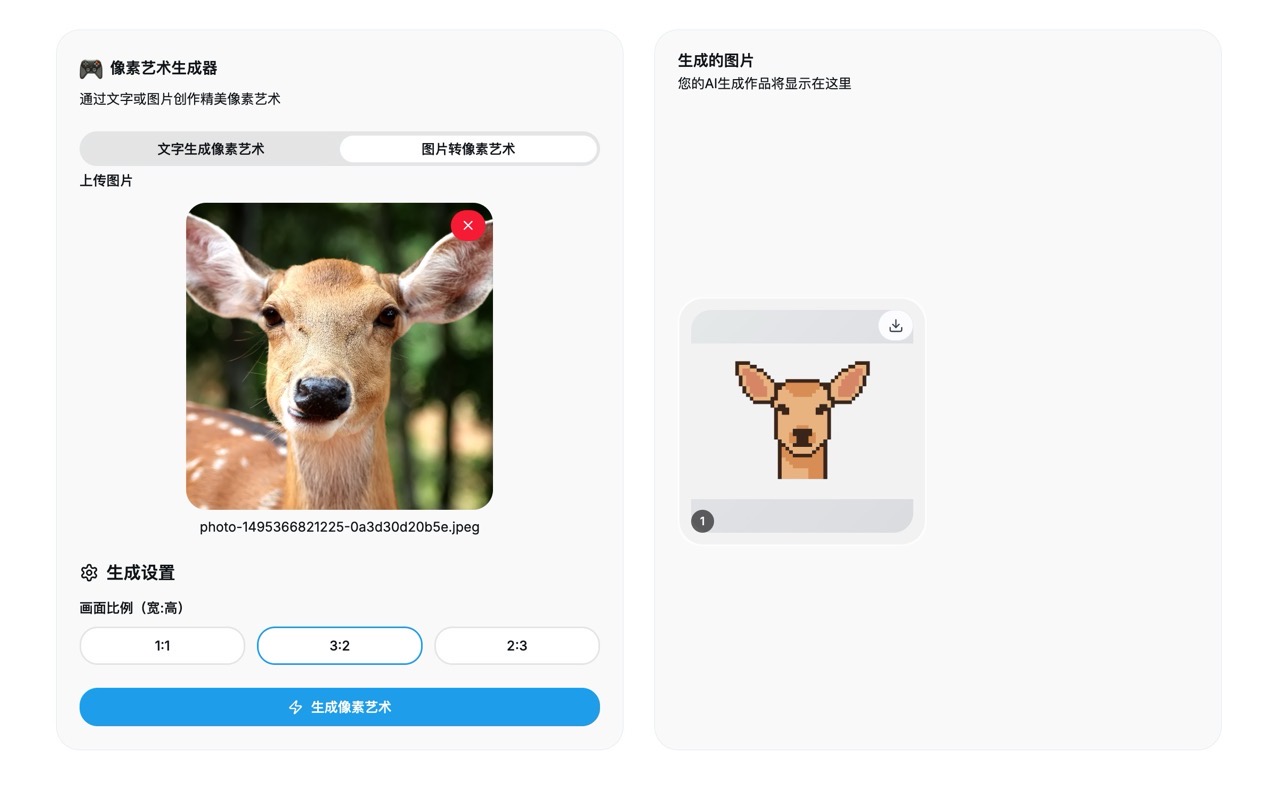 像素艺术生成器
通过文字或图片创作精美像素艺术
文字生成像素艺术
图片转像素艺术
上传图片
photo-1495366821225-0a3d30d20b5e.jpeg
生成设置
画面比例（宽:高）
1:1
3:2
2:3
生成像素艺术
生成的图片
您的AI生成作品将显示在这里
1